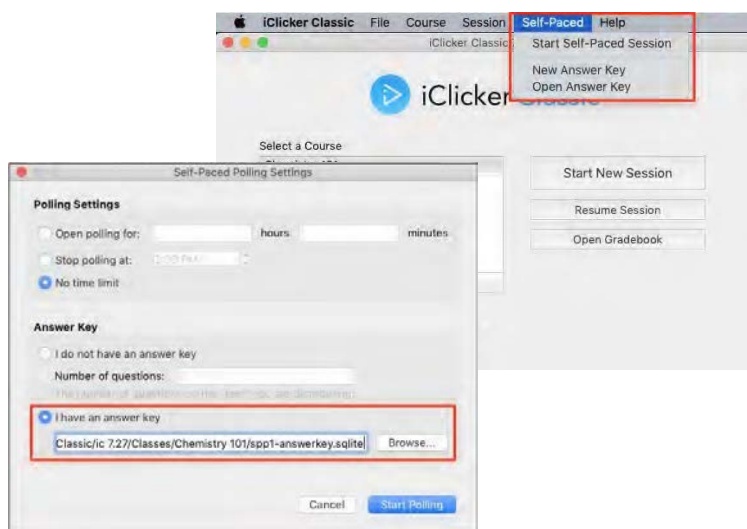 iClicker Classic File Course Session Self-Paced Help
iClicker Classic
Start Self-Paced Session
New Answer Key
Open Answer Key
iClicker
Select a Course
Start New Session
Resume Session
Open Gradebook
Self-Paced Polling Settings
Polling Settings
Open polling for: hours minutes
Stop polling at:
No time limit
Answer Key
I do not have an answer key
Number of questions:
I have an answer key
Classic/ic 7.27/Classes/Chemistry 101/spp1-answerkey.sqlite Browse...
Cancel Start Polling